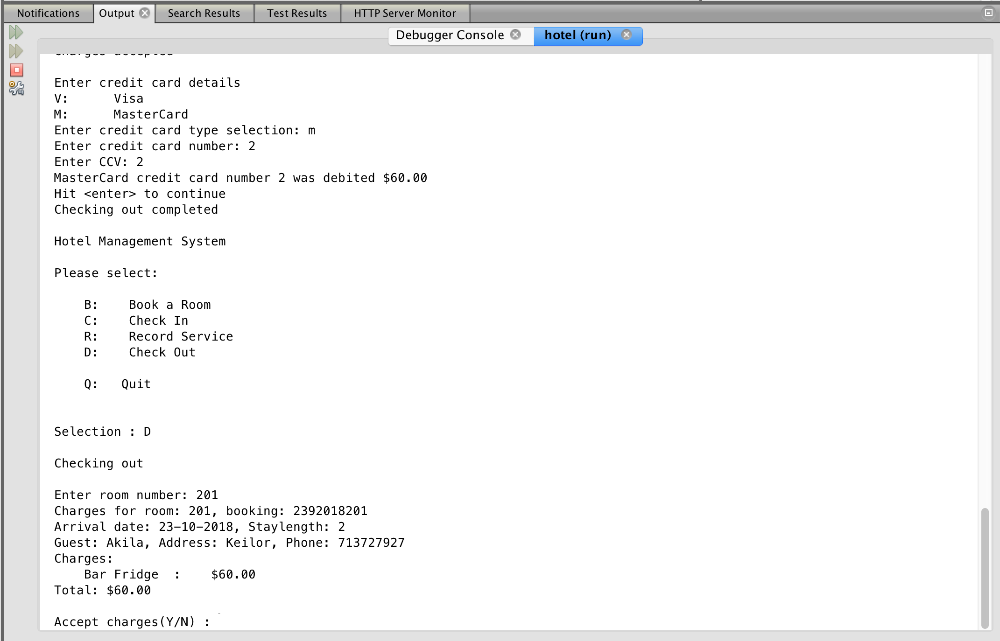 Notifications Output Search Results Test Results HTTP Server Monitor
Debugger Console hotel (run)
Charges accepted

Enter credit card details
V:      Visa
M:      MasterCard
Enter credit card type selection: m
Enter credit card number: 2
Enter CCV: 2
MasterCard credit card number 2 was debited $60.00
Hit <enter> to continue
Checking out completed

Hotel Management System

Please select:

    B:    Book a Room
    C:    Check In
    R:    Record Service
    D:    Check Out

    Q:   Quit

Selection : D

Checking out

Enter room number: 201
Charges for room: 201, booking: 2392018201
Arrival date: 23-10-2018, Staylength: 2
Guest: Akila, Address: Keilor, Phone: 713727927
Charges:
    Bar Fridge  :    $60.00
Total: $60.00

Accept charges(Y/N) :